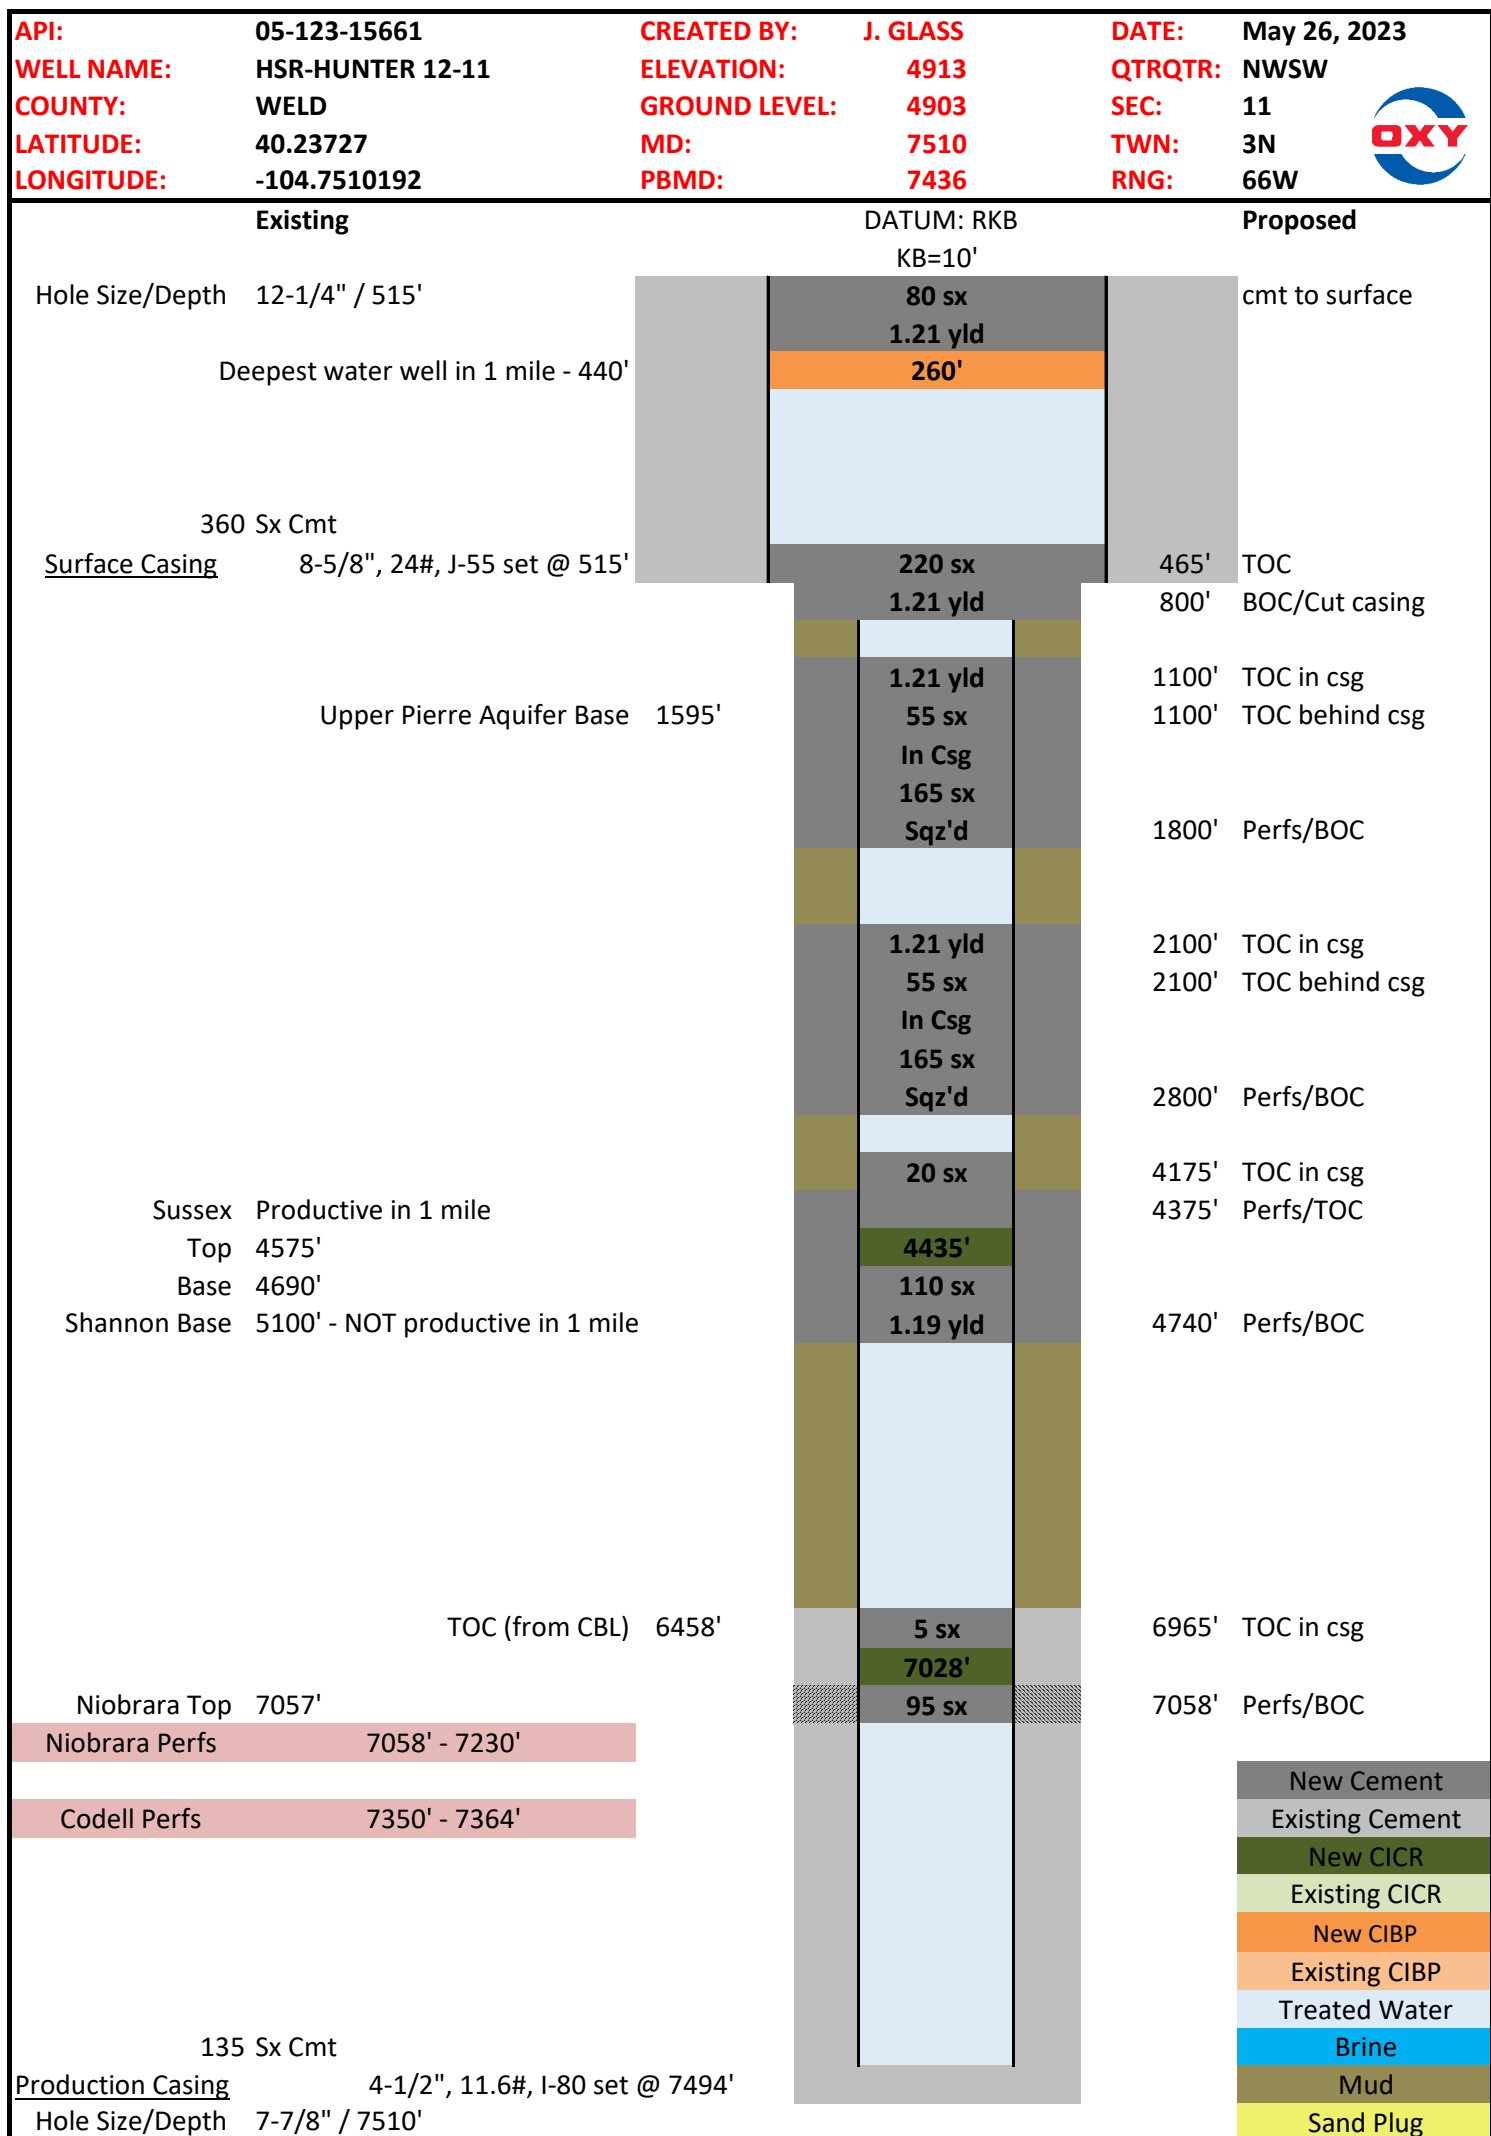 API: 05-123-15661 CREATED BY: J. GLASS DATE: May 26, 2023
WELL NAME: HSR-HUNTER 12-11 ELEVATION: 4913 QTRQTR: NWSW
COUNTY: WELD GROUND LEVEL: 4903 SEC: 11
LATITUDE: 40.23727 MD: 7510 TWN: 3N
LONGITUDE: -104.7510192 PBMD: 7436 RNG: 66W
OXY
Existing DATUM: RKB Proposed
KB=10'
Hole Size/Depth 12-1/4" / 515' 80 sx cmt to surface
1.21 yld
Deepest water well in 1 mile - 440' 260'
360 Sx Cmt
Surface Casing 8-5/8", 24#, J-55 set @ 515' 220 sx 465' TOC
1.21 yld 800' BOC/Cut casing
1.21 yld 1100' TOC in csg
Upper Pierre Aquifer Base 1595' 55 sx 1100' TOC behind csg
In Csg
165 sx
Sqz'd 1800' Perfs/BOC
1.21 yld 2100' TOC in csg
55 sx 2100' TOC behind csg
In Csg
165 sx
Sqz'd 2800' Perfs/BOC
20 sx 4175' TOC in csg
Sussex Productive in 1 mile 4375' Perfs/TOC
Top 4575' 4435'
Base 4690' 110 sx
Shannon Base 5100' - NOT productive in 1 mile 1.19 yld 4740' Perfs/BOC
TOC (from CBL) 6458' 5 sx 6965' TOC in csg
7028'
Niobrara Top 7057' 95 sx 7058' Perfs/BOC
Niobrara Perfs 7058' - 7230'
New Cement
Codell Perfs 7350' - 7364' Existing Cement
New CICR
Existing CICR
New CIBP
Existing CIBP
Treated Water
135 Sx Cmt Brine
Production Casing 4-1/2", 11.6#, I-80 set @ 7494' Mud
Hole Size/Depth 7-7/8" / 7510' Sand Plug